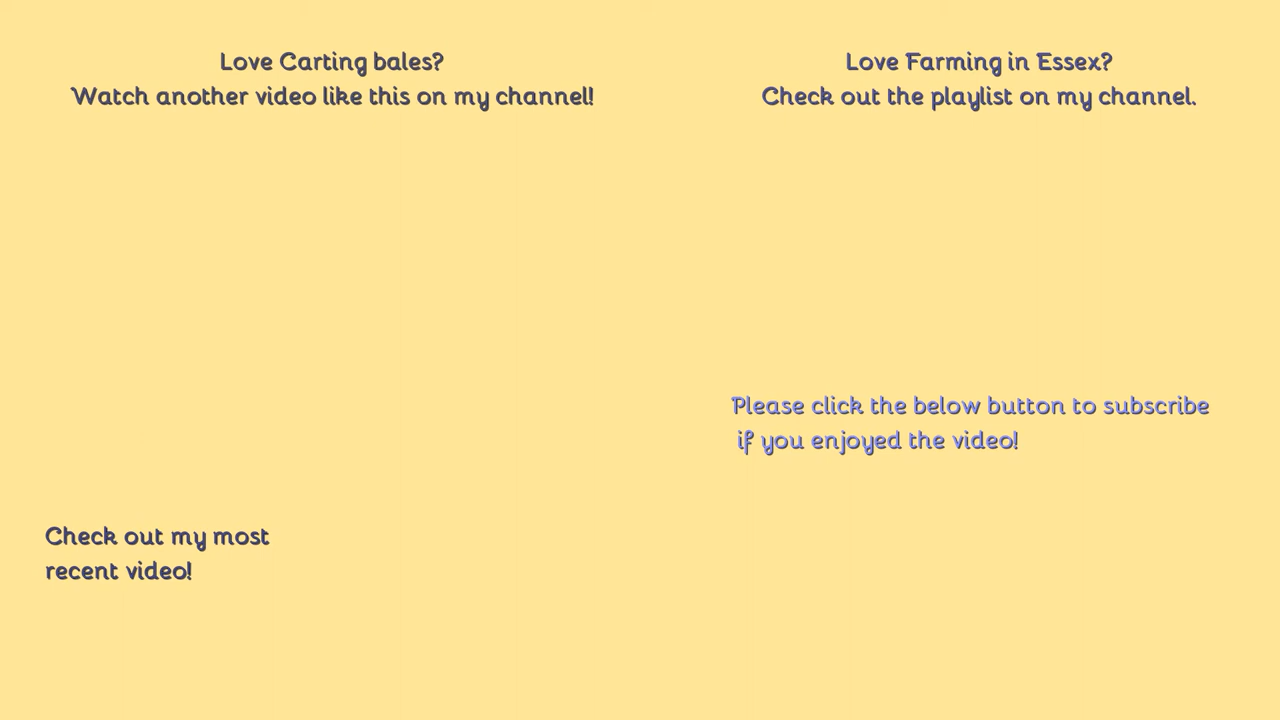 Love Carting bales?
Watch another video like this on my channel!
Love Farming in Essex?
Check out the playlist on my channel.
Please click the below button to subscribe
if you enjoyed the video!
Check out my most
recent video!